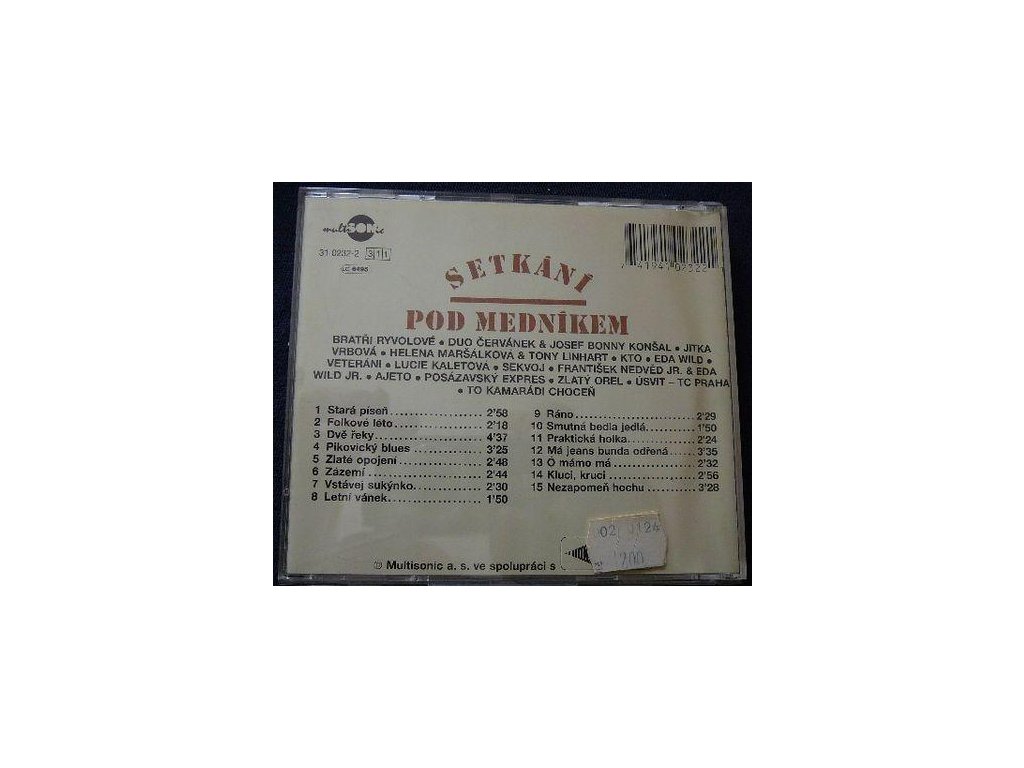 multiSONic
31 0232-2 311
LC 6495
SETKÁNÍ
POD MEDNÍKEM
BRATŘI RYVOLOVÉ • DUO ČERVÁNEK & JOSEF BONNY KONŠAL • JITKA
VRBOVÁ • HELENA MARŠÁLKOVÁ & TONY LINHART • KTO • EDA WILD •
VETERÁNI • LUCIE KALETOVÁ • SEKVOJ • FRANTIŠEK NEDVĚD JR. & EDA
WILD JR. • AJETO • POSÁZAVSKÝ EXPRES • ZLATÝ OREL • ÚSVIT – TC PRAHA
• TO KAMARÁDI CHOCEŇ
1 Stará píseň 2'58
2 Folkové léto 2'18
3 Dvě řeky 4'37
4 Pikovický blues 3'25
5 Zlaté opojení 2'48
6 Zázemí 2'44
7 Vstávej sukýnko 2'30
8 Letní vánek 1'50
9 Ráno 2'29
10 Smutná bedla jedlá 1'50
11 Praktická holka 2'24
12 Má jeans bunda odřená 3'35
13 Ó mámo má 2'32
14 Kluci, kruci 2'56
15 Nezapomeň hochu 3'28
℗ Multisonic a. s. ve spolupráci s